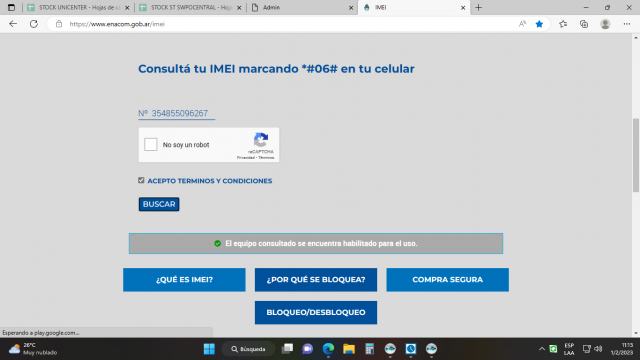 STOCK UNICENTER - Hojas de cá
STOCK ST SWPOCENTRAL - Hoja
Admin
IMEI
https://www.enacom.gob.ar/imei
Consultá tu IMEI marcando *#06# en tu celular
Nº 354855096267
No soy un robot
reCAPTCHA
Privacidad - Términos
ACEPTO TERMINOS Y CONDICIONES
BUSCAR
El equipo consultado se encuentra habilitado para el uso.
¿QUÉ ES IMEI?
¿POR QUÉ SE BLOQUEA?
COMPRA SEGURA
BLOQUEO/DESBLOQUEO
Esperando a play.google.com...
26°C
Muy nublado
Búsqueda
ESP
LAA
11:13
1/2/2023